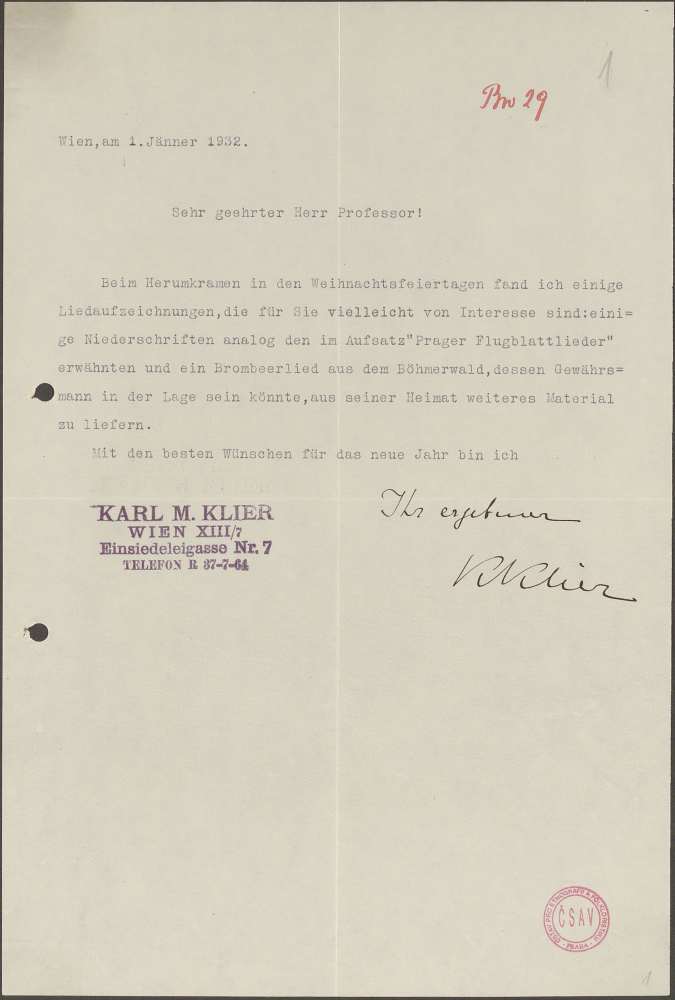 1
Bw 29
Wien,am 1.Jänner 1932.
Sehr geehrter Herr Professor!
Beim Herumkramen in den Weihnachtsfeiertagen fand ich einige
Liedaufzeichnungen,die für Sie vielleicht von Interesse sind:eini=
ge Niederschriften analog den im Aufsatz"Prager Flugblattlieder"
erwähnten und ein Brombeerlied aus dem Böhmerwald,dessen Gewährs=
mann in der Lage sein könnte,aus seiner Heimat weiteres Material
zu liefern.
Mit den besten Wünschen für das neue Jahr bin ich
Ihr ergebener
KKlier
KARL M. KLIER
WIEN XIII/7
Einsiedeleigasse Nr. 7
TELEFON R 37-7-64
ÚSTAV PRO ETNOGRAFII A FOLKLORISTIKU
ČSAV
PRAHA
1